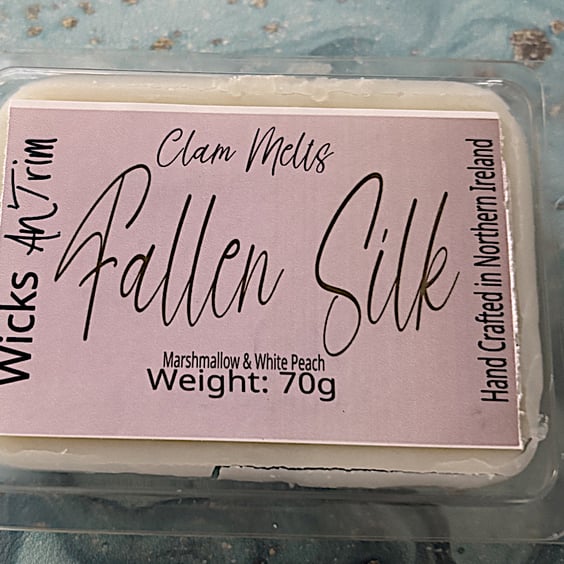 Clam Melts
Fallen Silk
Marshmallow & White Peach
Weight: 70g
Wicks An'Trim
Hand Crafted in Northern Ireland